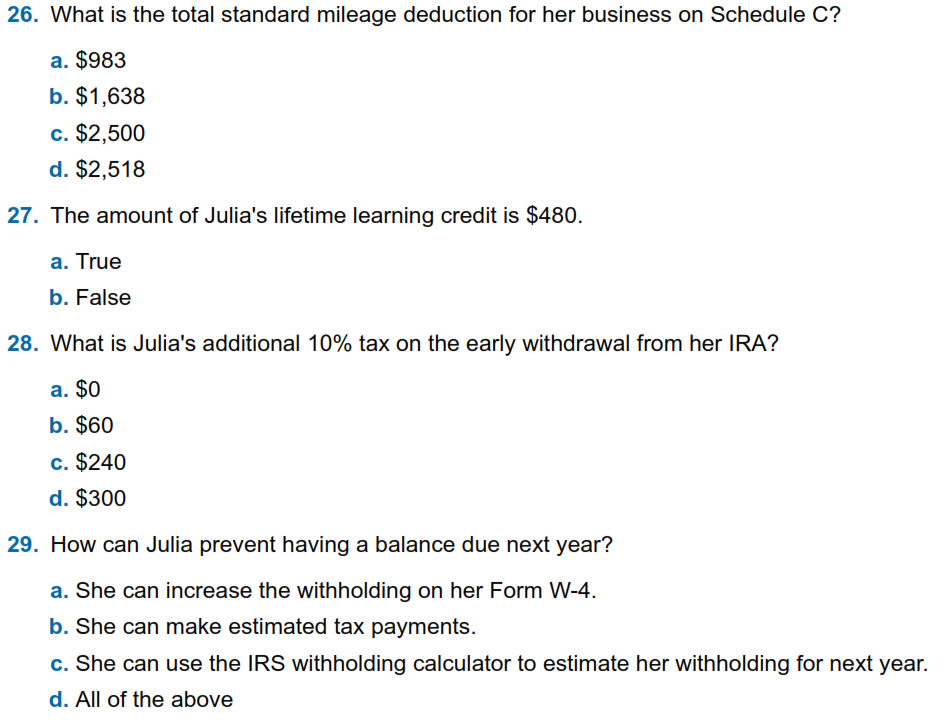 26. What is the total standard mileage deduction for her business on Schedule C?
a. $983
b. $1,638
c. $2,500
d. $2,518
27. The amount of Julia's lifetime learning credit is $480.
a. True
b. False
28. What is Julia's additional 10% tax on the early withdrawal from her IRA?
a. $0
b. $60
c. $240
d. $300
29. How can Julia prevent having a balance due next year?
a. She can increase the withholding on her Form W-4.
b. She can make estimated tax payments.
c. She can use the IRS withholding calculator to estimate her withholding for next year.
d. All of the above